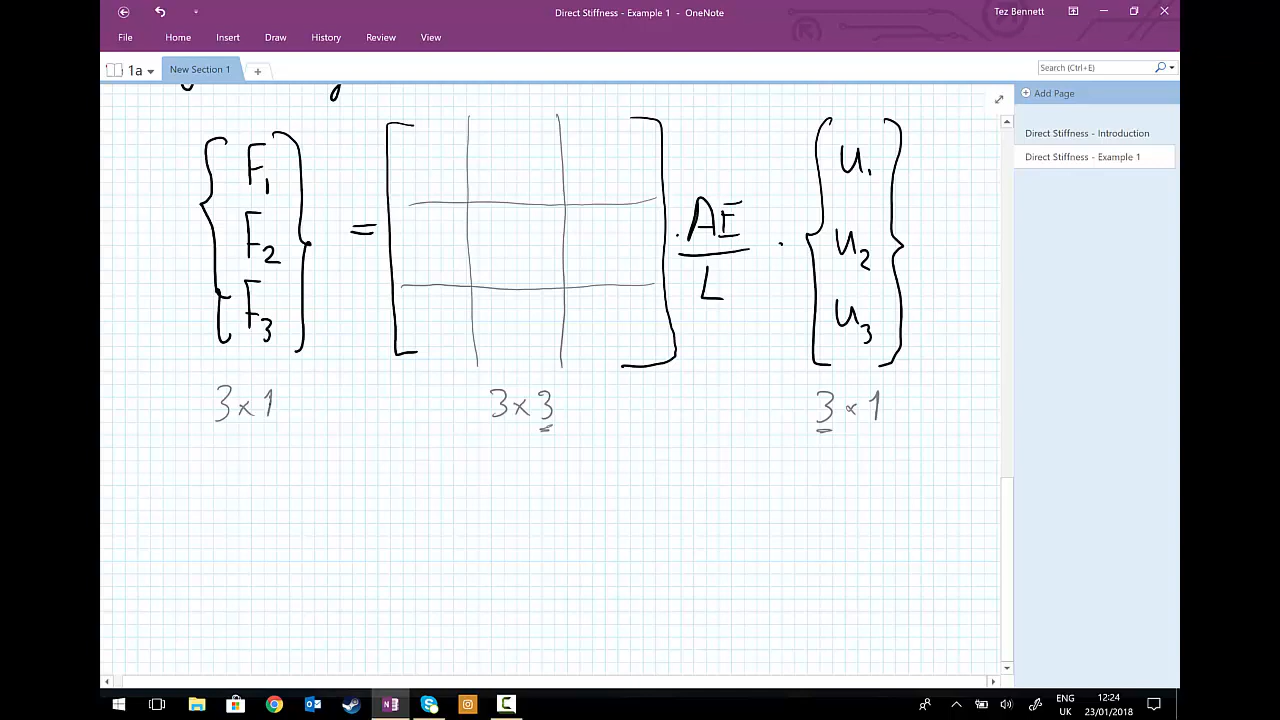 Direct Stiffness - Example 1 - OneNote
Tez Bennett
File Home Insert Draw History Review View
1a New Section 1 +
Search (Ctrl+E)
Add Page
Direct Stiffness - Introduction
Direct Stiffness - Example 1
F1
F2
F3
=
. AE
L
.
u1
u2
u3
3 x 1
3 x 3
3 x 1
ENG
UK
12:24
23/01/2018